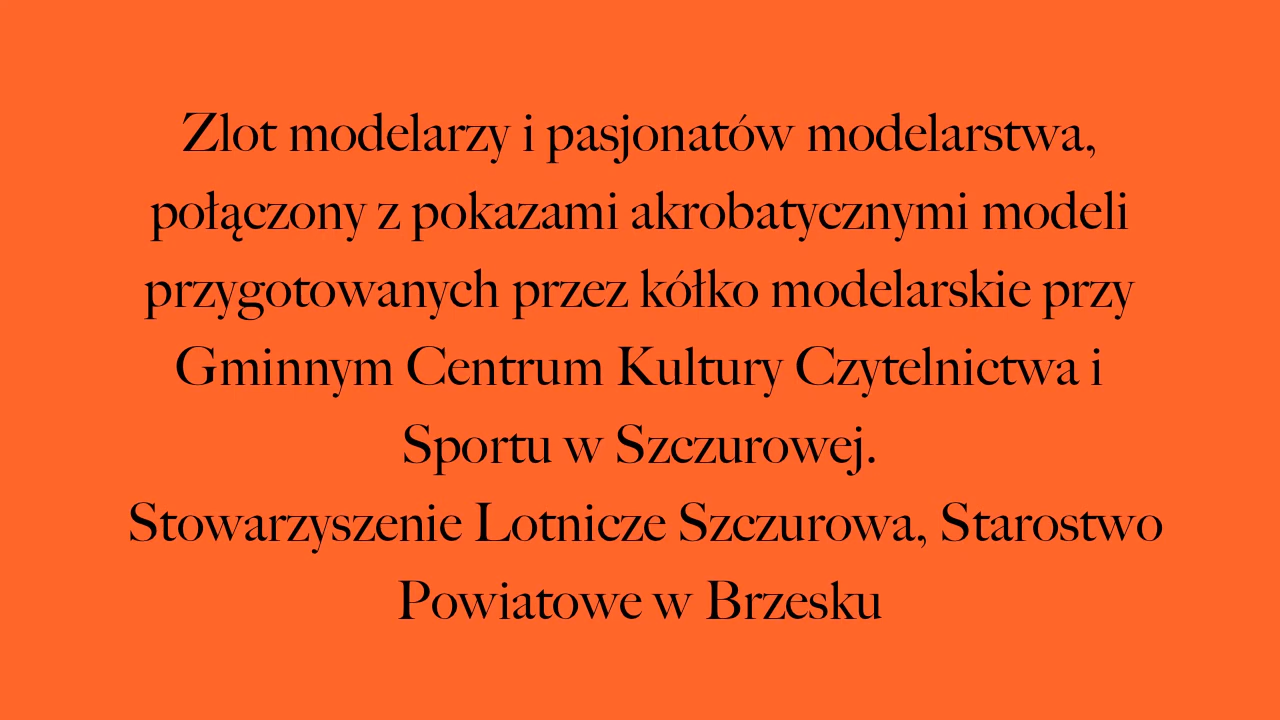 Zlot modelarzy i pasjonatów modelarstwa,
połączony z pokazami akrobatycznymi modeli
przygotowanych przez kółko modelarskie przy
Gminnym Centrum Kultury Czytelnictwa i
Sportu w Szczurowej.
Stowarzyszenie Lotnicze Szczurowa, Starostwo
Powiatowe w Brzesku